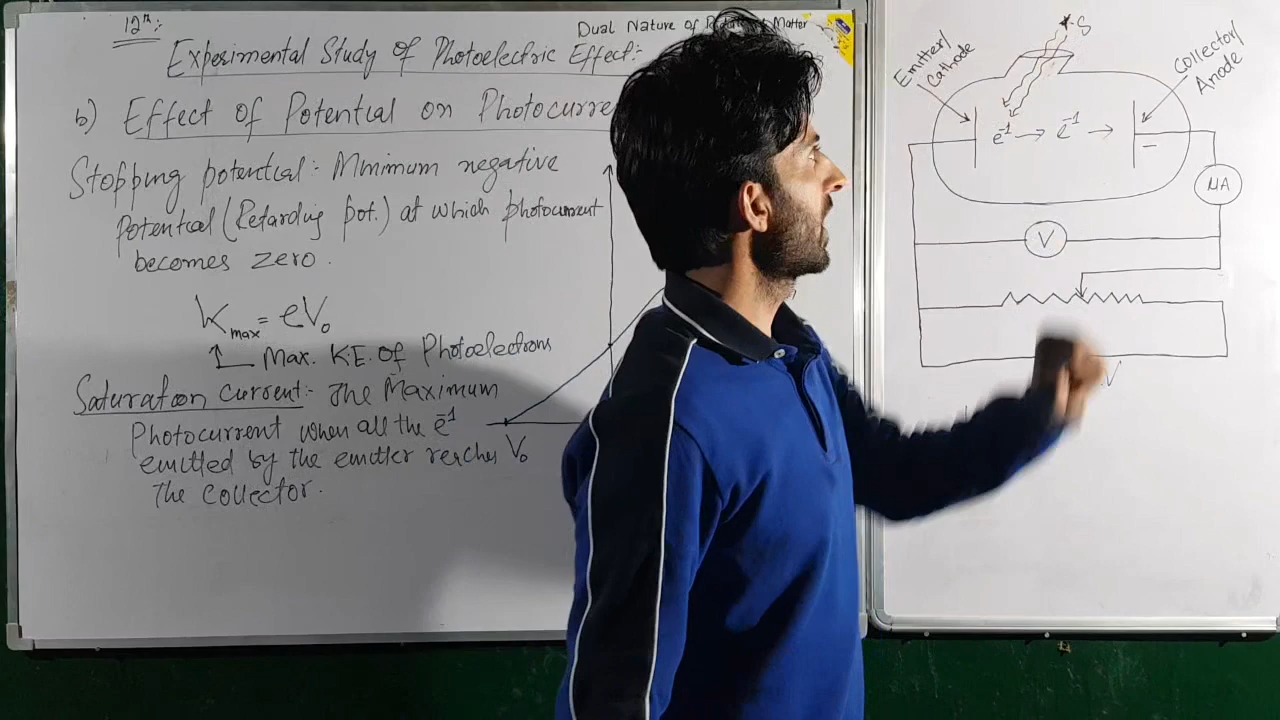 12th:
Dual Nature of Matter
Experimental Study of Photoelectric Effect:
b) Effect of Potential on Photocurre
Stopping potential: Minimum negative
Potential (Retarding pot.) at which photocurrent
becomes zero.
Kmax = eV₀
Max. K.E. of Photoelectrons
Saturation current:- The Maximum
Photocurrent when all the e⁻¹
emitted by the emitter reaches
the collector.
V₀
S
Emitter/
Cathode
Collector/
Anode
e⁻¹ → e⁻¹ →
–
μA
V
V